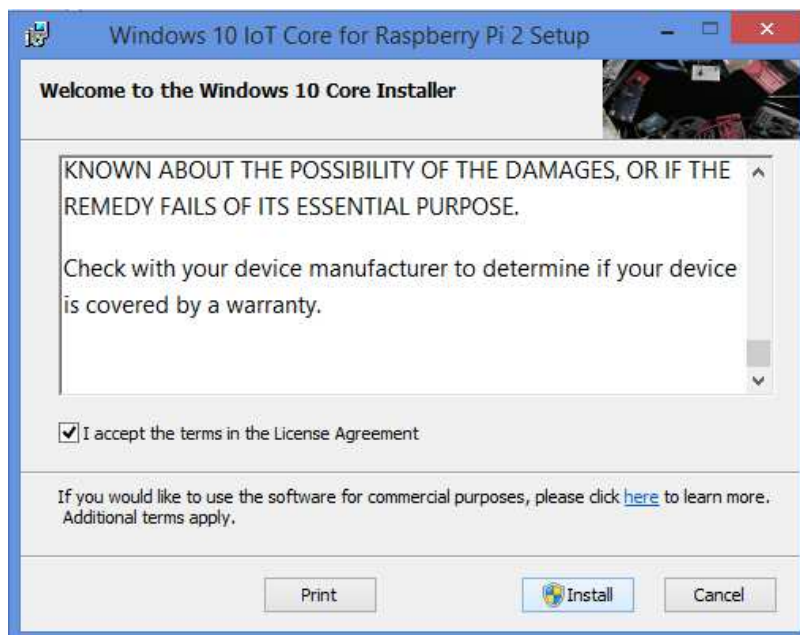 Windows 10 IoT Core for Raspberry Pi 2 Setup
Welcome to the Windows 10 Core Installer
KNOWN ABOUT THE POSSIBILITY OF THE DAMAGES, OR IF THE
REMEDY FAILS OF ITS ESSENTIAL PURPOSE.
Check with your device manufacturer to determine if your device
is covered by a warranty.
I accept the terms in the License Agreement
If you would like to use the software for commercial purposes, please click here to learn more.
Additional terms apply.
Print
Install
Cancel